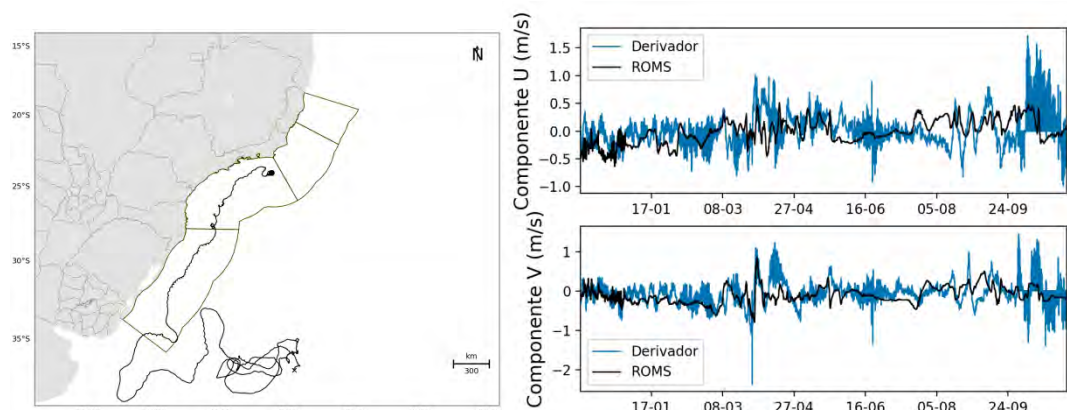 15°S
20°S
25°S
30°S
35°S
N
km
300
Componente U (m/s)
1.5
1.0
0.5
0.0
−0.5
−1.0
Derivador
ROMS
17-01
08-03
27-04
16-06
05-08
24-09
Componente V (m/s)
1
0
−1
−2
Derivador
ROMS
17-01
08-03
27-04
16-06
05-08
24-09